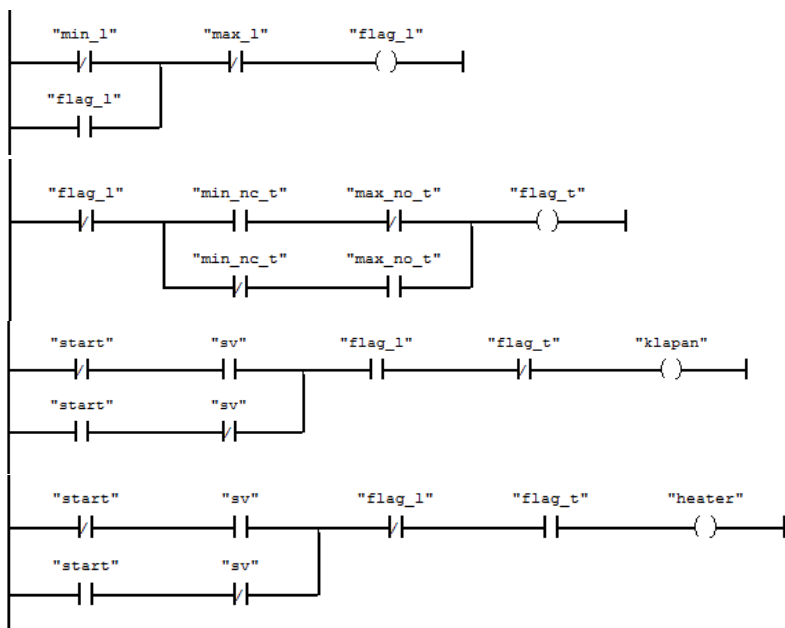 "min_l" "max_l" "flag_l"
"flag_l"
"flag_l" "min_nc_t" "max_no_t" "flag_t"
"min_nc_t" "max_no_t"
"start" "sv" "flag_l" "flag_t" "klapan"
"start" "sv"
"start" "sv" "flag_l" "flag_t" "heater"
"start" "sv"